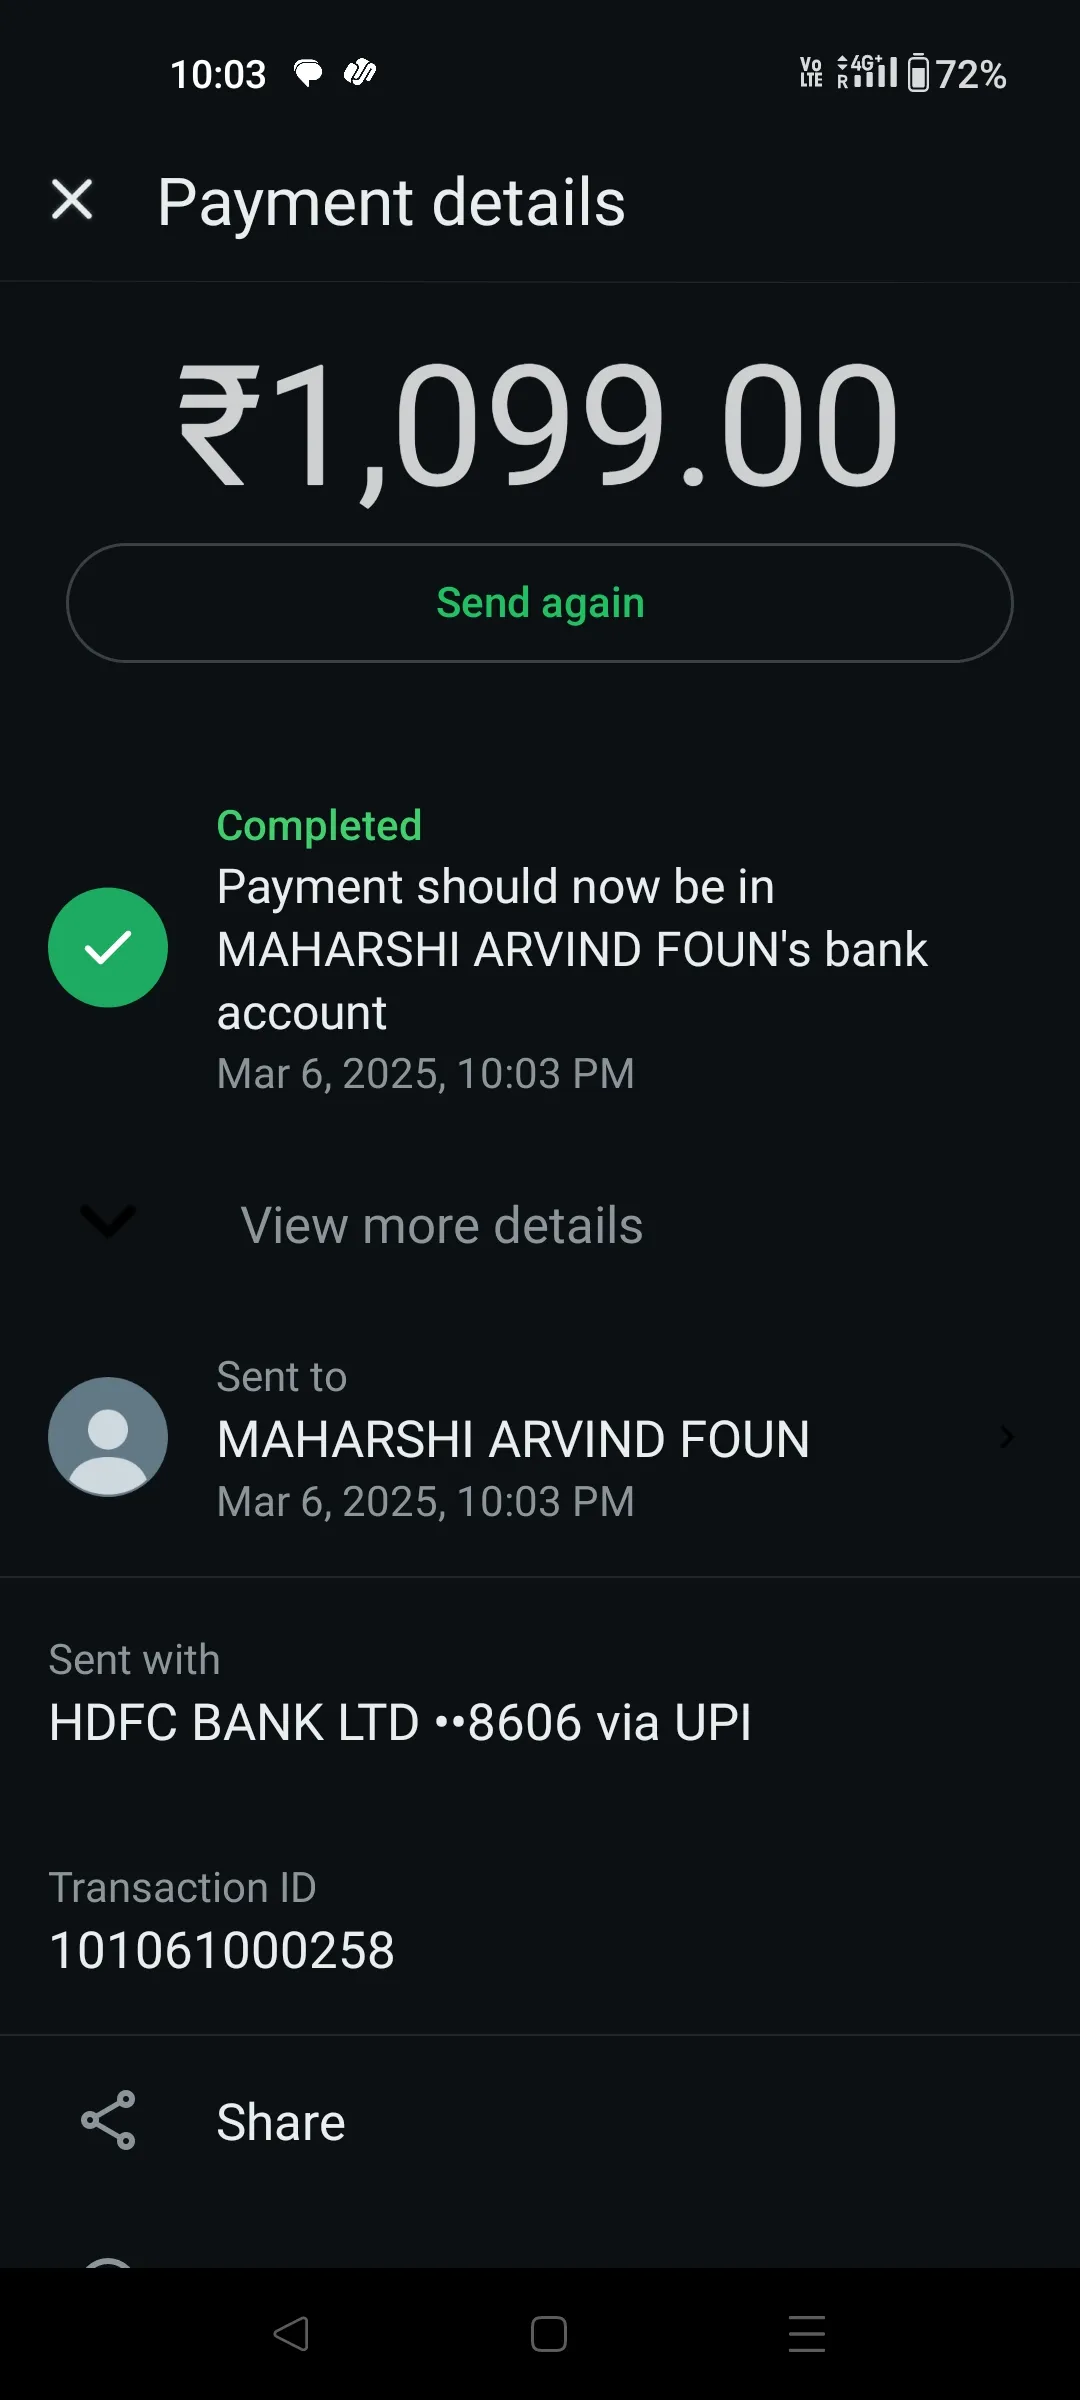 10:03 Vo LTE 4G+ R 72%
Payment details
₹1,099.00
Send again
Completed
Payment should now be in
MAHARSHI ARVIND FOUN's bank
account
Mar 6, 2025, 10:03 PM
View more details
Sent to
MAHARSHI ARVIND FOUN
Mar 6, 2025, 10:03 PM
Sent with
HDFC BANK LTD ••8606 via UPI
Transaction ID
101061000258
Share